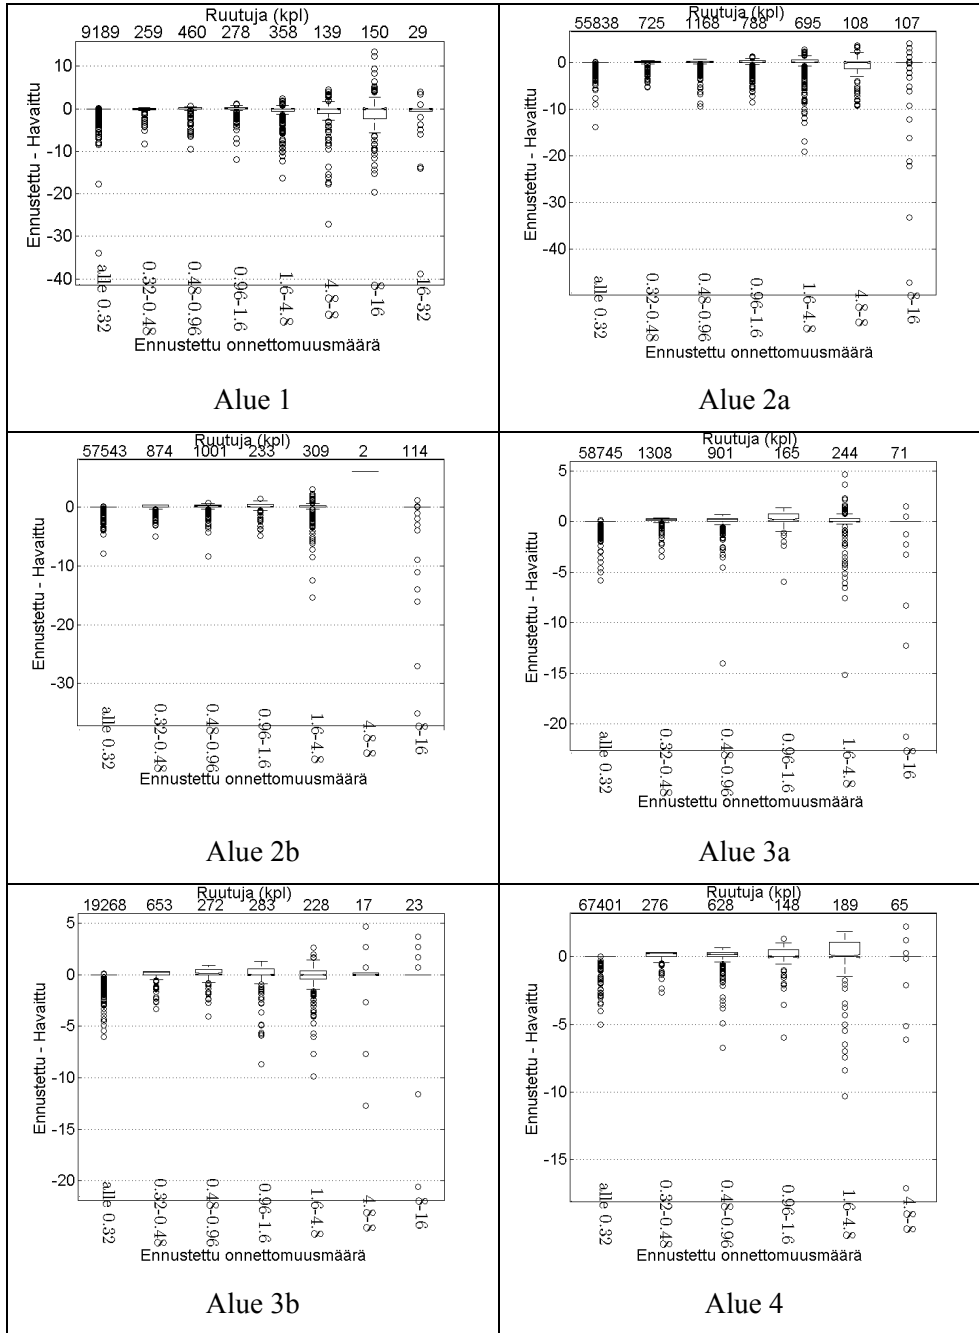 Ruutuja (kpl)
9189 259 460 278 358 139 150 29
10
0
-10
-20
-30
-40
Ennustettu - Havaittu
alle 0.32 0.32-0.48 0.48-0.96 0.96-1.6 1.6-4.8 4.8-8 8-16 16-32
Ennustettu onnettomuusmäärä
Alue 1
Ruutuja (kpl)
55838 725 1168 788 695 108 107
0
-10
-20
-30
-40
Ennustettu - Havaittu
alle 0.32 0.32-0.48 0.48-0.96 0.96-1.6 1.6-4.8 4.8-8 8-16
Ennustettu onnettomuusmäärä
Alue 2a
Ruutuja (kpl)
57543 874 1001 233 309 2 114
0
-10
-20
-30
Ennustettu - Havaittu
alle 0.32 0.32-0.48 0.48-0.96 0.96-1.6 1.6-4.8 4.8-8 8-16
Ennustettu onnettomuusmäärä
Alue 2b
Ruutuja (kpl)
58745 1308 901 165 244 71
5
0
-5
-10
-15
-20
Ennustettu - Havaittu
alle 0.32 0.32-0.48 0.48-0.96 0.96-1.6 1.6-4.8 8-16
Ennustettu onnettomuusmäärä
Alue 3a
Ruutuja (kpl)
19268 653 272 283 228 17 23
5
0
-5
-10
-15
-20
Ennustettu - Havaittu
alle 0.32 0.32-0.48 0.48-0.96 0.96-1.6 1.6-4.8 4.8-8 8-16
Ennustettu onnettomuusmäärä
Alue 3b
Ruutuja (kpl)
67401 276 628 148 189 65
0
-5
-10
-15
Ennustettu - Havaittu
alle 0.32 0.32-0.48 0.48-0.96 0.96-1.6 1.6-4.8 4.8-8
Ennustettu onnettomuusmäärä
Alue 4